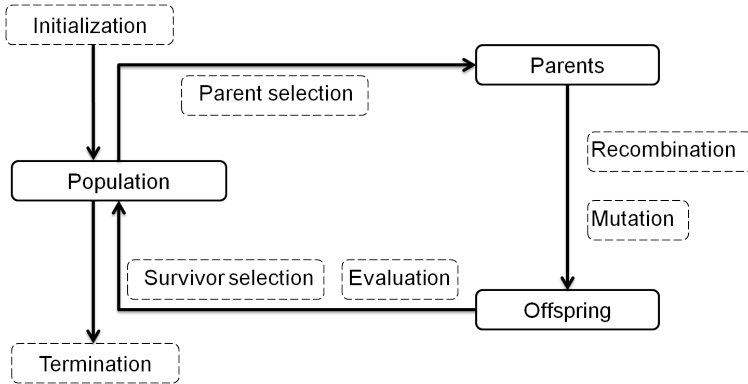 Initialization
Parents
Parent selection
Recombination
Population
Mutation
Survivor selection
Evaluation
Offspring
Termination